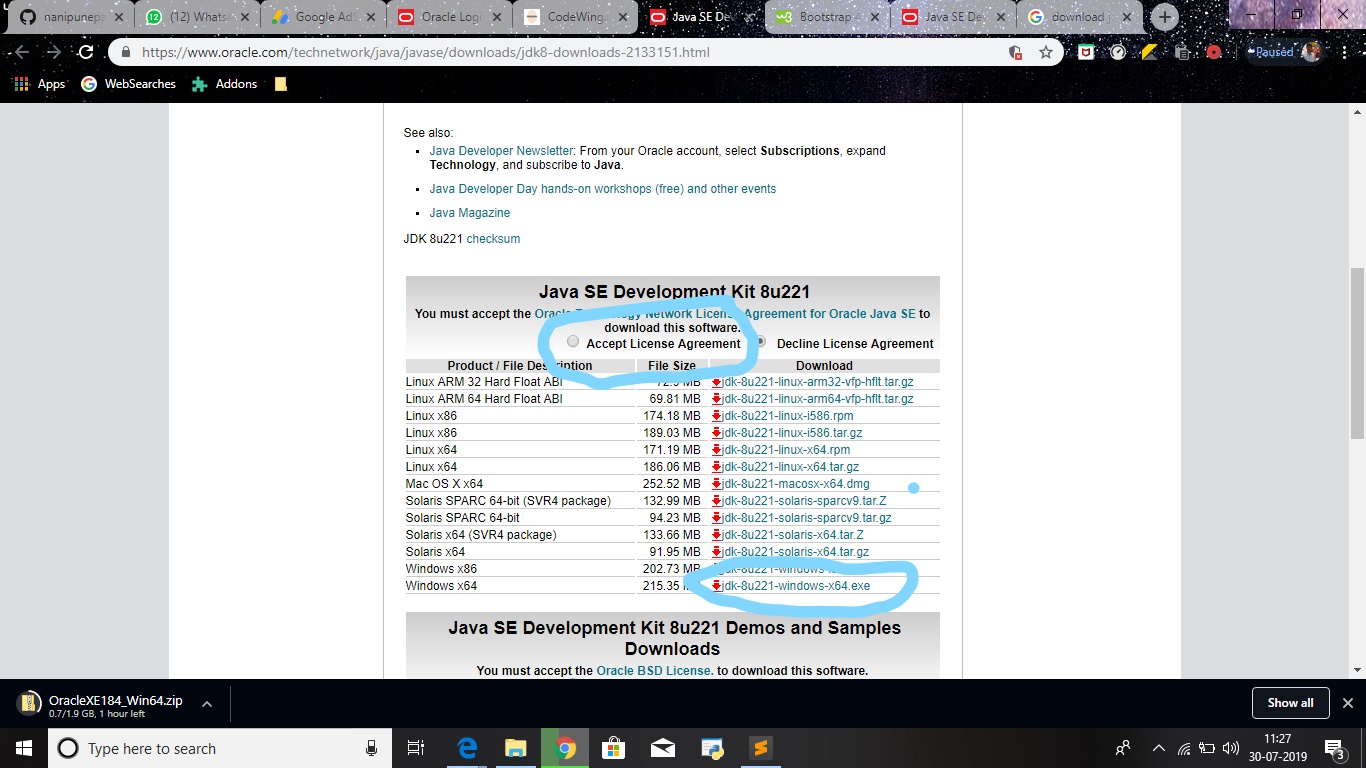 nanipunepa
(12) Whats
Google Ad
Oracle Logi
CodeWing
Java SE De
Bootstrap
Java SE De
download
https://www.oracle.com/technetwork/java/javase/downloads/jdk8-downloads-2133151.html
Paused
Apps
WebSearches
Addons
See also:
Java Developer Newsletter: From your Oracle account, select Subscriptions, expand
Technology, and subscribe to Java.
Java Developer Day hands-on workshops (free) and other events
Java Magazine
JDK 8u221 checksum
Java SE Development Kit 8u221
You must accept the Oracle Technology Network License Agreement for Oracle Java SE to
download this software.
Accept License Agreement Decline License Agreement
Product / File Description File Size Download
Linux ARM 32 Hard Float ABI 72.9 MB jdk-8u221-linux-arm32-vfp-hflt.tar.gz
Linux ARM 64 Hard Float ABI 69.81 MB jdk-8u221-linux-arm64-vfp-hflt.tar.gz
Linux x86 174.18 MB jdk-8u221-linux-i586.rpm
Linux x86 189.03 MB jdk-8u221-linux-i586.tar.gz
Linux x64 171.19 MB jdk-8u221-linux-x64.rpm
Linux x64 186.06 MB jdk-8u221-linux-x64.tar.gz
Mac OS X x64 252.52 MB jdk-8u221-macosx-x64.dmg
Solaris SPARC 64-bit (SVR4 package) 132.99 MB jdk-8u221-solaris-sparcv9.tar.Z
Solaris SPARC 64-bit 94.23 MB jdk-8u221-solaris-sparcv9.tar.gz
Solaris x64 (SVR4 package) 133.66 MB jdk-8u221-solaris-x64.tar.Z
Solaris x64 91.95 MB jdk-8u221-solaris-x64.tar.gz
Windows x86 202.73 MB
Windows x64 215.35 jdk-8u221-windows-x64.exe
Java SE Development Kit 8u221 Demos and Samples
Downloads
You must accept the Oracle BSD License. to download this software.
OracleXE184_Win64.zip
0.7/1.9 GB, 1 hour left
Show all
Type here to search
11:27
30-07-2019
3